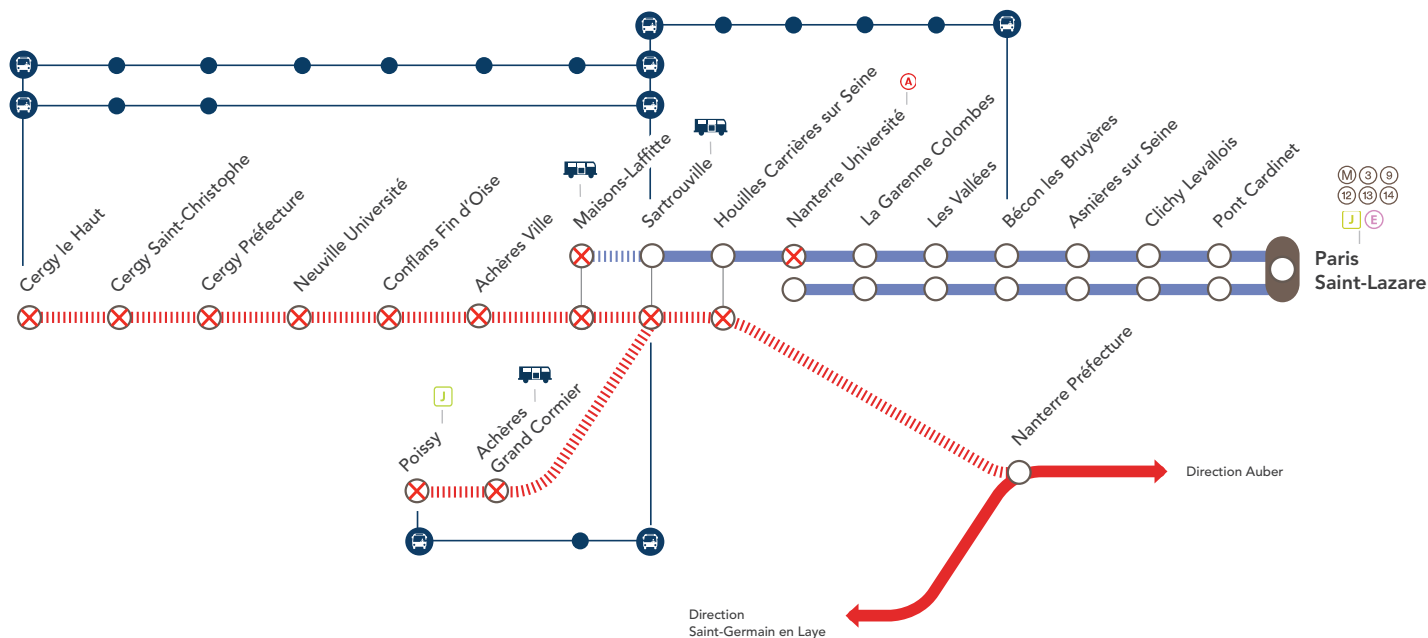 Cergy le Haut
Cergy Saint-Christophe
Cergy Préfecture
Neuville Université
Conflans Fin d'Oise
Achères Ville
Maisons-Laffitte
Sartrouville
Houilles Carrières sur Seine
Nanterre Université
A
La Garenne Colombes
Les Vallées
Bécon les Bruyères
Asnières sur Seine
Clichy Levallois
Pont Cardinet
M 3 9
12 13 14
J E
Paris
Saint-Lazare
J
Poissy
Achères
Grand Cormier
Nanterre Préfecture
Direction Auber
Direction
Saint-Germain en Laye